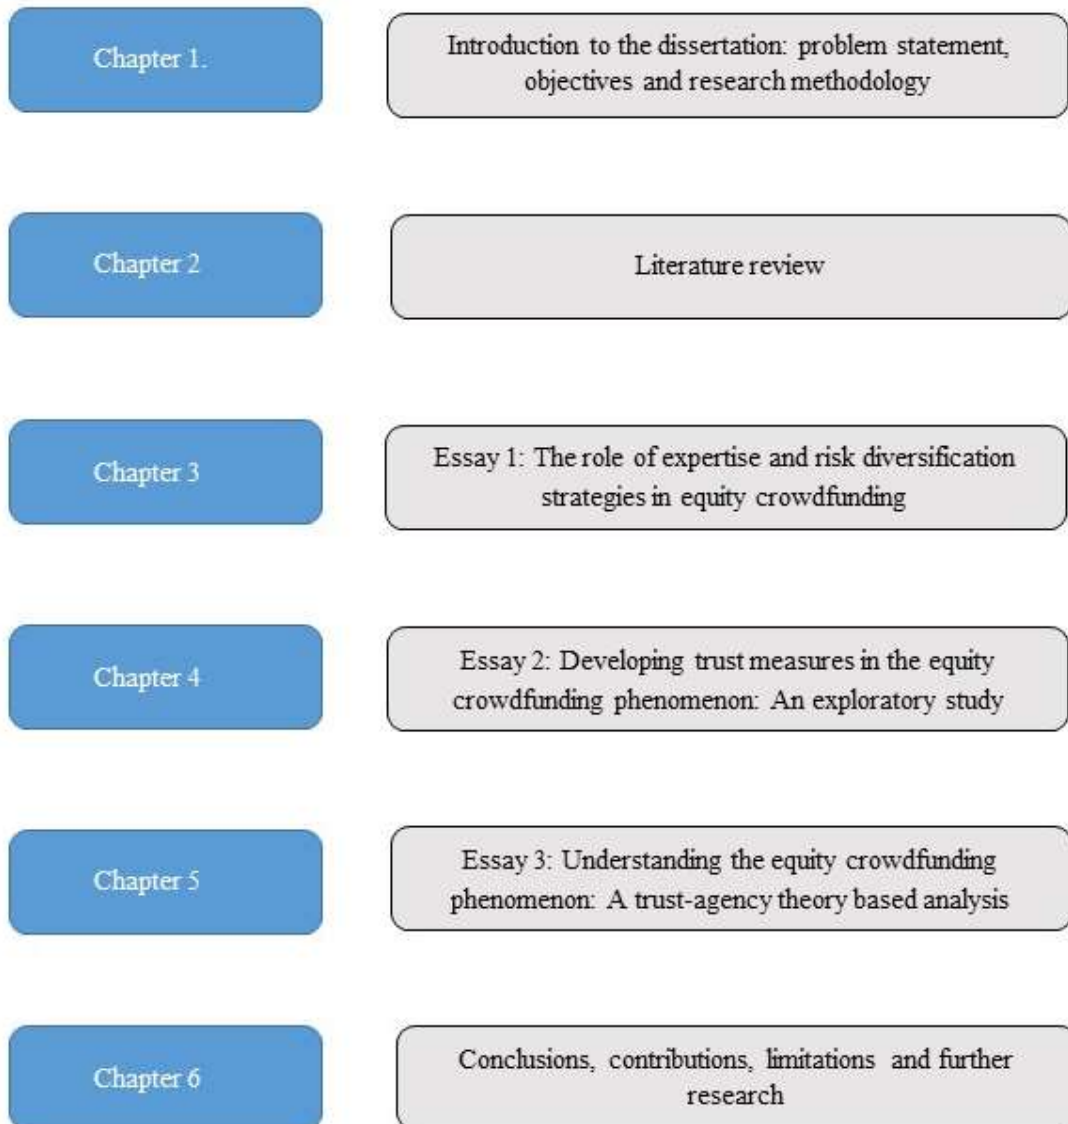 Chapter 1.
Introduction to the dissertation: problem statement,
objectives and research methodology
Chapter 2
Literature review
Chapter 3
Essay 1: The role of expertise and risk diversification
strategies in equity crowdfunding
Chapter 4
Essay 2: Developing trust measures in the equity
crowdfunding phenomenon: An exploratory study
Chapter 5
Essay 3: Understanding the equity crowdfunding
phenomenon: A trust-agency theory based analysis
Chapter 6
Conclusions, contributions, limitations and further
research